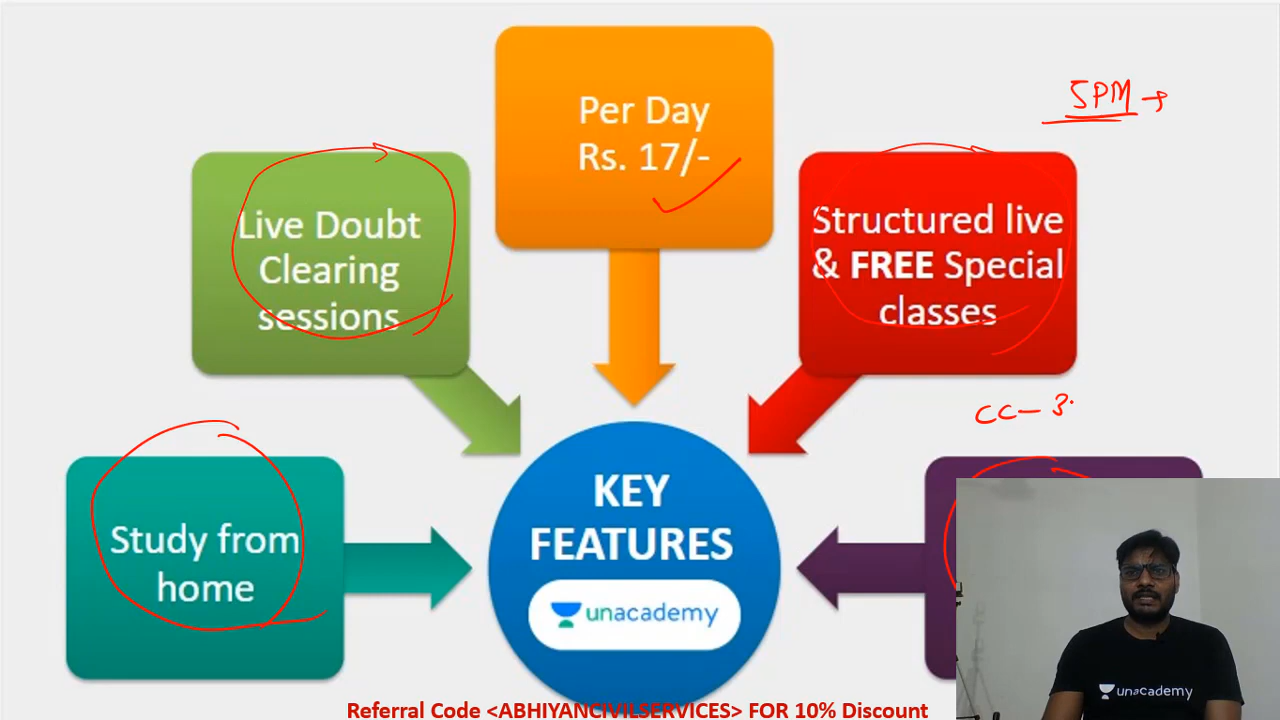 Per Day
Rs. 17/-
5PM →
Live Doubt
Clearing
sessions
Structured live
& FREE Special
classes
CC-3
Study from
home
KEY
FEATURES
unacademy
unacademy
Referral Code <ABHIYANCIVILSERVICES> FOR 10% Discount